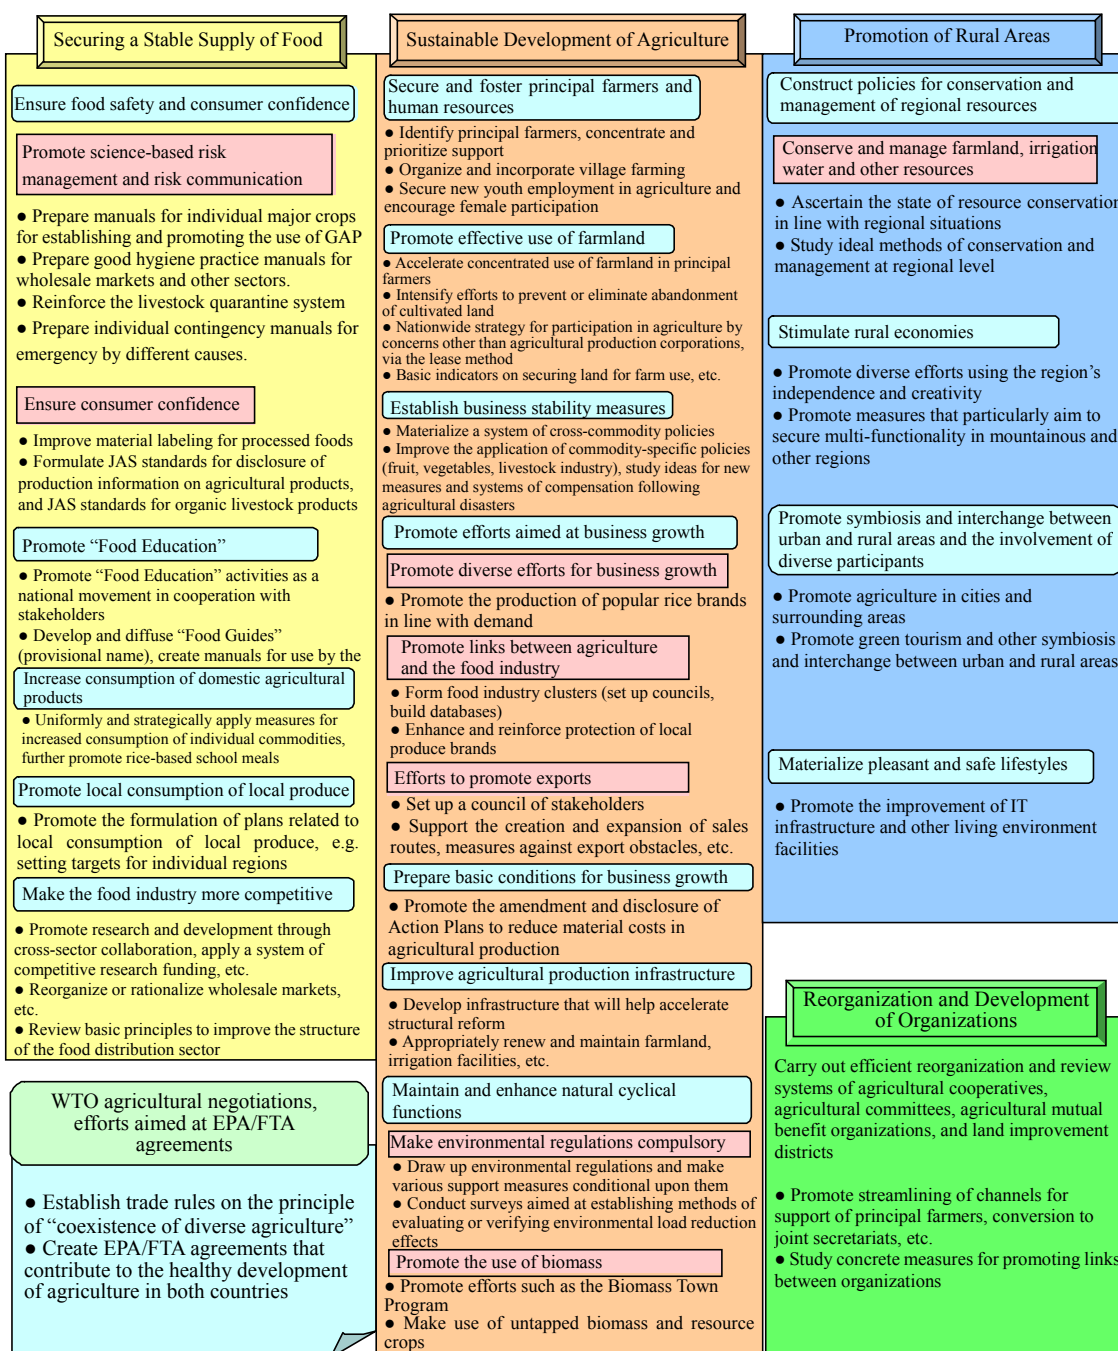 Securing a Stable Supply of Food
Ensure food safety and consumer confidence
Promote science-based risk
management and risk communication
● Prepare manuals for individual major crops
for establishing and promoting the use of GAP
● Prepare good hygiene practice manuals for
wholesale markets and other sectors.
● Reinforce the livestock quarantine system
● Prepare individual contingency manuals for
emergency by different causes.
Ensure consumer confidence
● Improve material labeling for processed foods
● Formulate JAS standards for disclosure of
production information on agricultural products,
and JAS standards for organic livestock products
Promote “Food Education”
● Promote “Food Education” activities as a
national movement in cooperation with
stakeholders
● Develop and diffuse “Food Guides”
(provisional name), create manuals for use by the
Increase consumption of domestic agricultural
products
● Uniformly and strategically apply measures for
increased consumption of individual commodities,
further promote rice-based school meals
Promote local consumption of local produce
● Promote the formulation of plans related to
local consumption of local produce, e.g.
setting targets for individual regions
Make the food industry more competitive
● Promote research and development through
cross-sector collaboration, apply a system of
competitive research funding, etc.
● Reorganize or rationalize wholesale markets,
etc.
● Review basic principles to improve the structure
of the food distribution sector
WTO agricultural negotiations,
efforts aimed at EPA/FTA
agreements
● Establish trade rules on the principle
of “coexistence of diverse agriculture”
● Create EPA/FTA agreements that
contribute to the healthy development
of agriculture in both countries
Sustainable Development of Agriculture
Secure and foster principal farmers and
human resources
● Identify principal farmers, concentrate and
prioritize support
● Organize and incorporate village farming
● Secure new youth employment in agriculture and
encourage female participation
Promote effective use of farmland
● Accelerate concentrated use of farmland in principal
farmers
● Intensify efforts to prevent or eliminate abandonment
of cultivated land
● Nationwide strategy for participation in agriculture by
concerns other than agricultural production corporations,
via the lease method
● Basic indicators on securing land for farm use, etc.
Establish business stability measures
● Materialize a system of cross-commodity policies
● Improve the application of commodity-specific policies
(fruit, vegetables, livestock industry), study ideas for new
measures and systems of compensation following
agricultural disasters
Promote efforts aimed at business growth
Promote diverse efforts for business growth
● Promote the production of popular rice brands
in line with demand
Promote links between agriculture
and the food industry
● Form food industry clusters (set up councils,
build databases)
● Enhance and reinforce protection of local
produce brands
Efforts to promote exports
● Set up a council of stakeholders
● Support the creation and expansion of sales
routes, measures against export obstacles, etc.
Prepare basic conditions for business growth
● Promote the amendment and disclosure of
Action Plans to reduce material costs in
agricultural production
Improve agricultural production infrastructure
● Develop infrastructure that will help accelerate
structural reform
● Appropriately renew and maintain farmland,
irrigation facilities, etc.
Maintain and enhance natural cyclical
functions
Make environmental regulations compulsory
● Draw up environmental regulations and make
various support measures conditional upon them
● Conduct surveys aimed at establishing methods of
evaluating or verifying environmental load reduction
effects
Promote the use of biomass
● Promote efforts such as the Biomass Town
Program
● Make use of untapped biomass and resource
crops
Promotion of Rural Areas
Construct policies for conservation and
management of regional resources
Conserve and manage farmland, irrigation
water and other resources
● Ascertain the state of resource conservation
in line with regional situations
● Study ideal methods of conservation and
management at regional level
Stimulate rural economies
● Promote diverse efforts using the region’s
independence and creativity
● Promote measures that particularly aim to
secure multi-functionality in mountainous and
other regions
Promote symbiosis and interchange between
urban and rural areas and the involvement of
diverse participants
● Promote agriculture in cities and
surrounding areas
● Promote green tourism and other symbiosis
and interchange between urban and rural areas
Materialize pleasant and safe lifestyles
● Promote the improvement of IT
infrastructure and other living environment
facilities
Reorganization and Development
of Organizations
Carry out efficient reorganization and review
systems of agricultural cooperatives,
agricultural committees, agricultural mutual
benefit organizations, and land improvement
districts
● Promote streamlining of channels for
support of principal farmers, conversion to
joint secretariats, etc.
● Study concrete measures for promoting links
between organizations